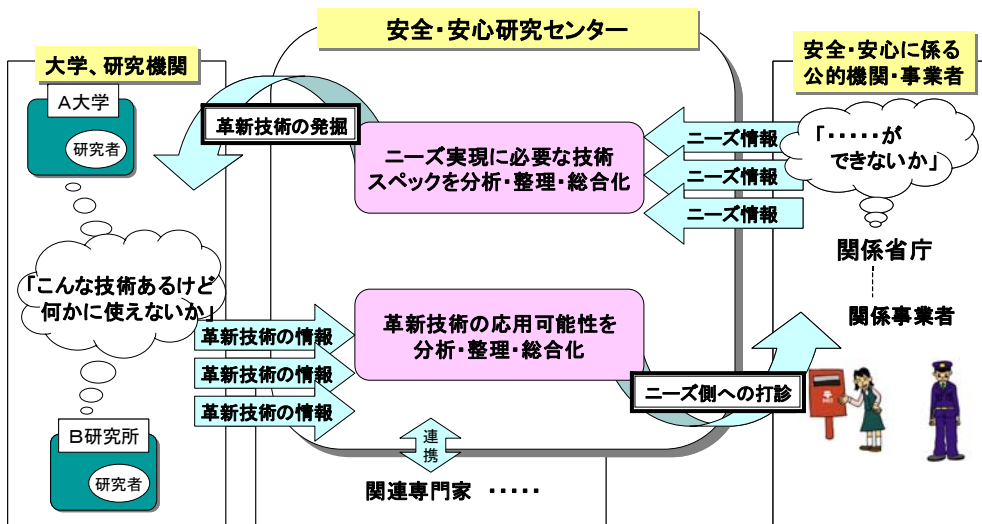 安全・安心研究センター
大学、研究機関
A大学
研究者
「こんな技術あるけど
何かに使えないか」
B研究所
研究者
革新技術の発掘
ニーズ実現に必要な技術
スペックを分析・整理・総合化
ニーズ情報
ニーズ情報
ニーズ情報
革新技術の情報
革新技術の情報
革新技術の情報
革新技術の応用可能性を
分析・整理・総合化
ニーズ側への打診
連携
関連専門家 ・・・・・
安全・安心に係る
公的機関・事業者
「・・・・・が
できないか」
関係省庁
関係事業者